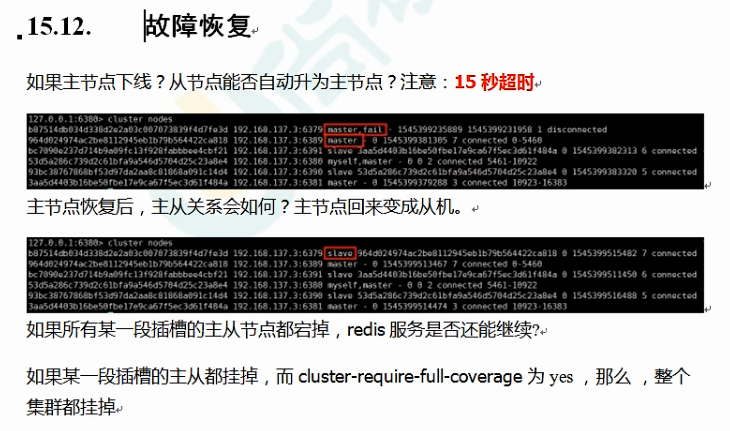 15.12. 故障恢复
如果主节点下线？从节点能否自动升为主节点？注意：15 秒超时
127.0.0.1:6380> cluster nodes
b87514db034d338d2e2a03c007073839f4d7fe3d 192.168.137.3:6379 master,fail - 1545399235889 1545399231958 1 disconnected
964d024974ac2be8112945eb1b79b564422ca818 192.168.137.3:6389 master - 0 1545399381305 7 connected 0-5460
bc7090e237d714b9a09fc13f928fabbbee4cbf21 192.168.137.3:6391 slave 3aa5d4403b16be50fbe17e9ca67f5ec3d61f484a 0 1545399382313 6 connected
53d5a286c739d2c61bfa9a546d5704d25c23a8e4 192.168.137.3:6380 myself,master - 0 0 2 connected 5461-10922
93bc38767868bf53d97da2aa8c81868a091c14d4 192.168.137.3:6390 slave 53d5a286c739d2c61bfa9a546d5704d25c23a8e4 0 1545399383320 5 connected
3aa5d4403b16be50fbe17e9ca67f5ec3d61f484a 192.168.137.3:6381 master - 0 1545399379288 3 connected 10923-16383
主节点恢复后，主从关系会如何？主节点回来变成从机。
127.0.0.1:6380> cluster nodes
b87514db034d338d2e2a03c007073839f4d7fe3d 192.168.137.3:6379 slave 964d024974ac2be8112945eb1b79b564422ca818 0 1545399515482 7 connected
964d024974ac2be8112945eb1b79b564422ca818 192.168.137.3:6389 master - 0 1545399513467 7 connected 0-5460
bc7090e237d714b9a09fc13f928fabbbee4cbf21 192.168.137.3:6391 slave 3aa5d4403b16be50fbe17e9ca67f5ec3d61f484a 0 1545399511450 6 connected
53d5a286c739d2c61bfa9a546d5704d25c23a8e4 192.168.137.3:6380 myself,master - 0 0 2 connected 5461-10922
93bc38767868bf53d97da2aa8c81868a091c14d4 192.168.137.3:6390 slave 53d5a286c739d2c61bfa9a546d5704d25c23a8e4 0 1545399516488 5 connected
3aa5d4403b16be50fbe17e9ca67f5ec3d61f484a 192.168.137.3:6381 master - 0 1545399514474 3 connected 10923-16383
如果所有某一段插槽的主从节点都宕掉，redis 服务是否还能继续?
如果某一段插槽的主从都挂掉，而 cluster-require-full-coverage 为 yes ，那么 ，整个
集群都挂掉